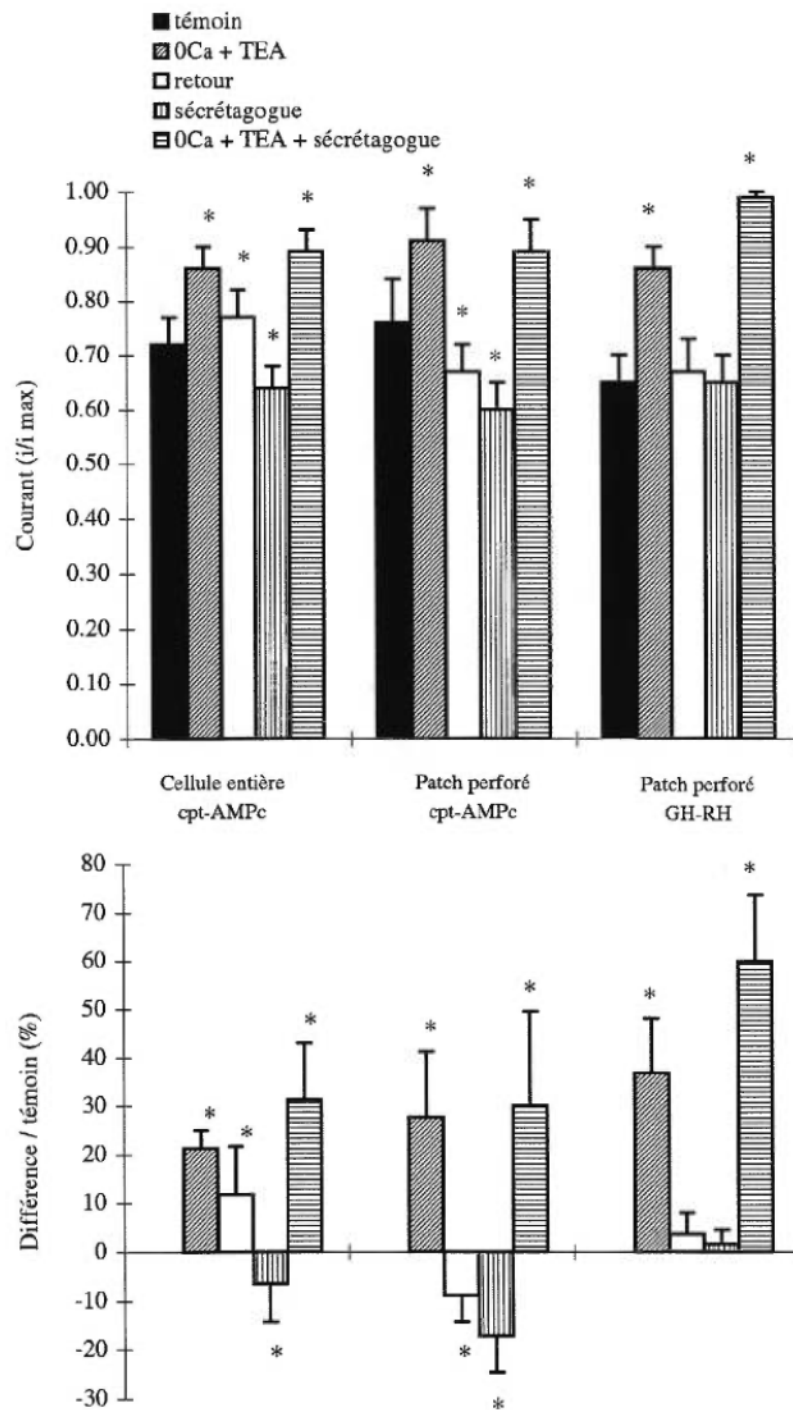 témoin
0Ca + TEA
retour
sécrétagogue
0Ca + TEA + sécrétagogue
Courant (i/i max)
1.00
0.90
0.80
0.70
0.60
0.50
0.40
0.30
0.20
0.10
0.00
* * * * *
* * * *
* *
Cellule entière
cpt-AMPc
Patch perforé
cpt-AMPc
Patch perforé
GH-RH
Différence / témoin (%)
80
70
60
50
40
30
20
10
0
-10
-20
-30
* * * *
* * * *
* *